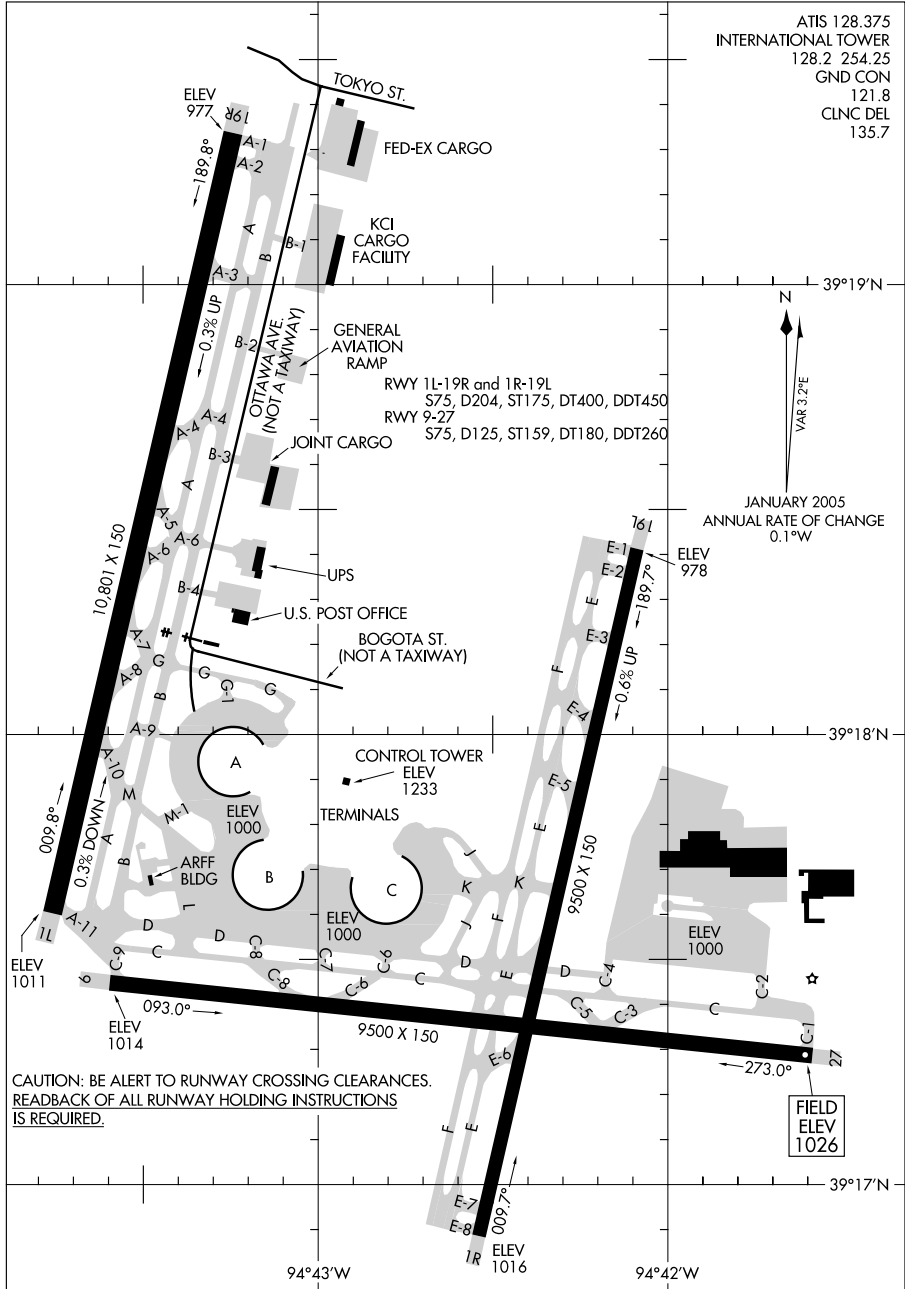 ATIS 128.375
INTERNATIONAL TOWER
128.2 254.25
GND CON
121.8
CLNC DEL
135.7
TOKYO ST.
ELEV
977
19R
A-1
A-2
FED-EX CARGO
189.8°
KCI
CARGO
FACILITY
A
B
B-1
A-3
39°19'N
N
VAR 3.2°E
0.3% UP
OTTAWA AVE.
(NOT A TAXIWAY)
B-2
GENERAL
AVIATION
RAMP
RWY 1L-19R and 1R-19L
S75, D204, ST175, DT400, DDT450
RWY 9-27
S75, D125, ST159, DT180, DDT260
A-4
A-4
B-3
JOINT CARGO
A
JANUARY 2005
ANNUAL RATE OF CHANGE
0.1°W
10,801 X 150
A-5
A-6
A-6
UPS
B-4
U.S. POST OFFICE
BOGOTA ST.
(NOT A TAXIWAY)
19L
E-1
E-2
ELEV
978
189.7°
E
E-3
F
0.6% UP
A-7
G
A-8
G
G-1
G
B
E-4
39°18'N
A-9
A-10
A
CONTROL TOWER
ELEV
1233
E-5
M
M-1
ELEV
1000
TERMINALS
E
009.8°
0.3% DOWN
A
B
ARFF
BLDG
B
C
J
K
K
9500 X 150
L
ELEV
1000
J
F
ELEV
1000
A-11
1L
D
D
C-8
C-7
C-6
D
E
D
C-4
C-2
ELEV
1011
9
C-9
C
C-8
C-6
C
C-5
C-3
C
C-1
093.0°
ELEV
1014
9500 X 150
E-6
273.0°
27
CAUTION: BE ALERT TO RUNWAY CROSSING CLEARANCES.
READBACK OF ALL RUNWAY HOLDING INSTRUCTIONS
IS REQUIRED.
FIELD
ELEV
1026
F
E
009.7°
39°17'N
E-7
E-8
1R
ELEV
1016
94°43'W
94°42'W